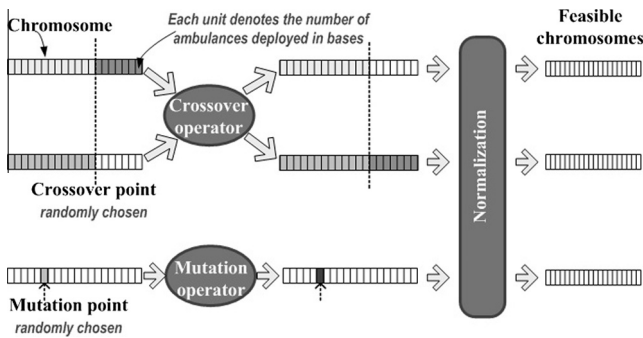 Chromosome
Each unit denotes the number of
ambulances deployed in bases
Feasible
chromosomes
Crossover
operator
Crossover point
randomly chosen
Normalization
Mutation
operator
Mutation point
randomly chosen